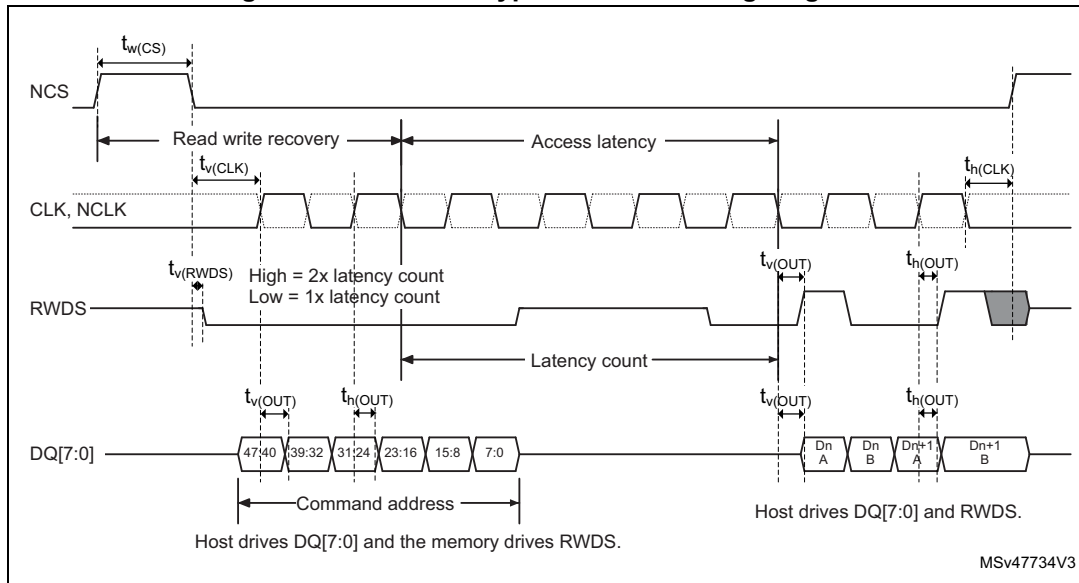 tw(CS)
NCS
Read write recovery
Access latency
tv(CLK)
th(CLK)
CLK, NCLK
tv(RWDS)
High = 2x latency count
Low = 1x latency count
tv(OUT)
th(OUT)
RWDS
Latency count
tv(OUT)
th(OUT)
tv(OUT)
th(OUT)
DQ[7:0]
47:40
39:32
31:24
23:16
15:8
7:0
Dn
A
Dn
B
Dn+1
A
Dn+1
B
Command address
Host drives DQ[7:0] and RWDS.
Host drives DQ[7:0] and the memory drives RWDS.
MSv47734V3